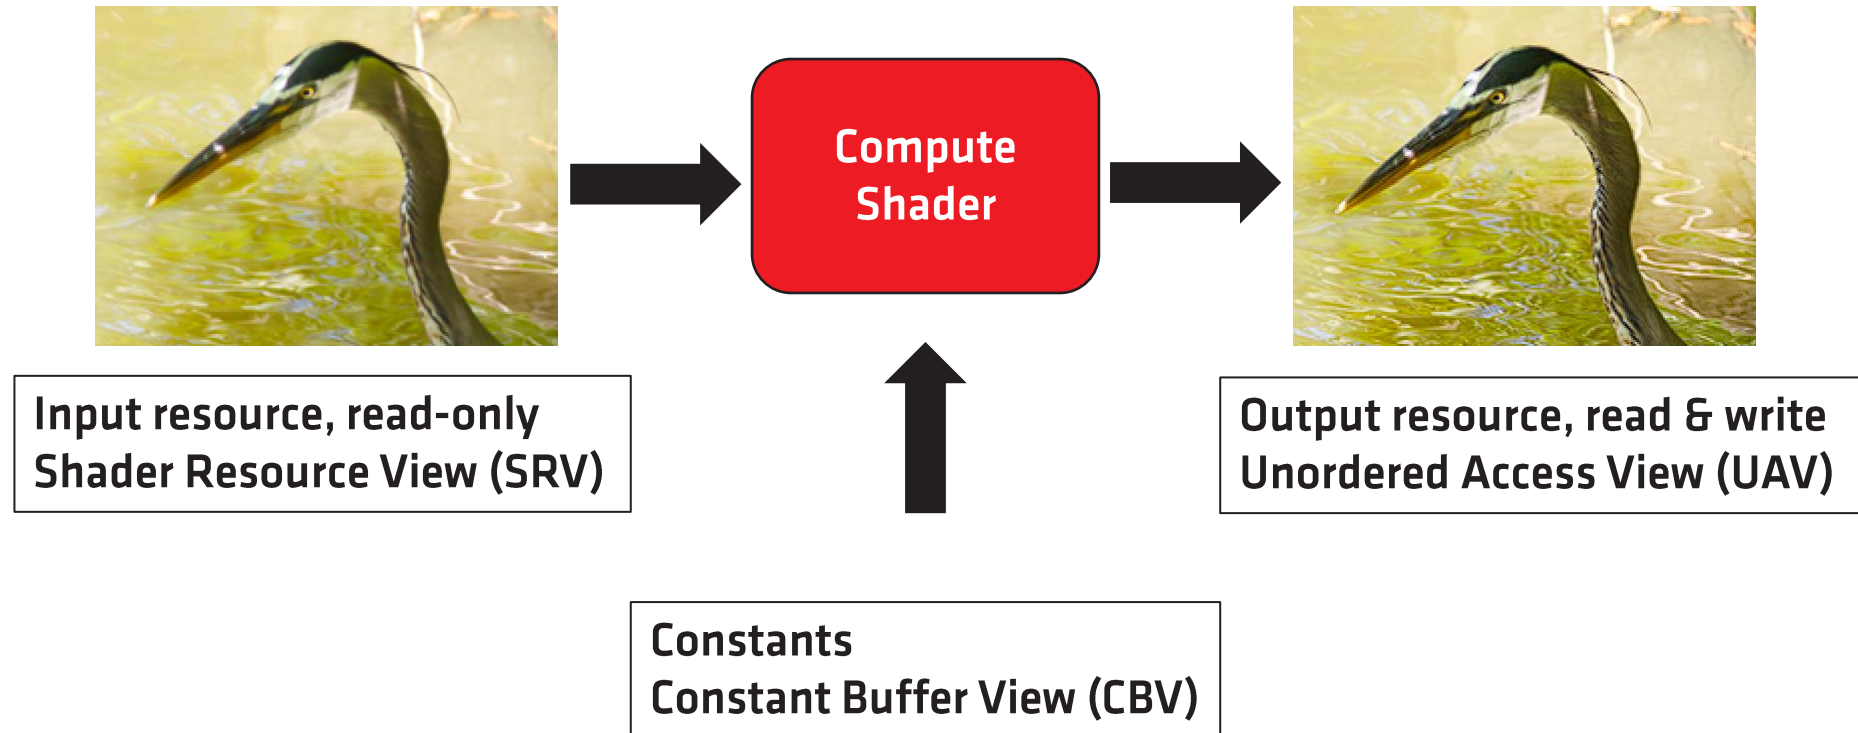 Compute
Shader
Input resource, read-only
Shader Resource View (SRV)
Output resource, read & write
Unordered Access View (UAV)
Constants
Constant Buffer View (CBV)